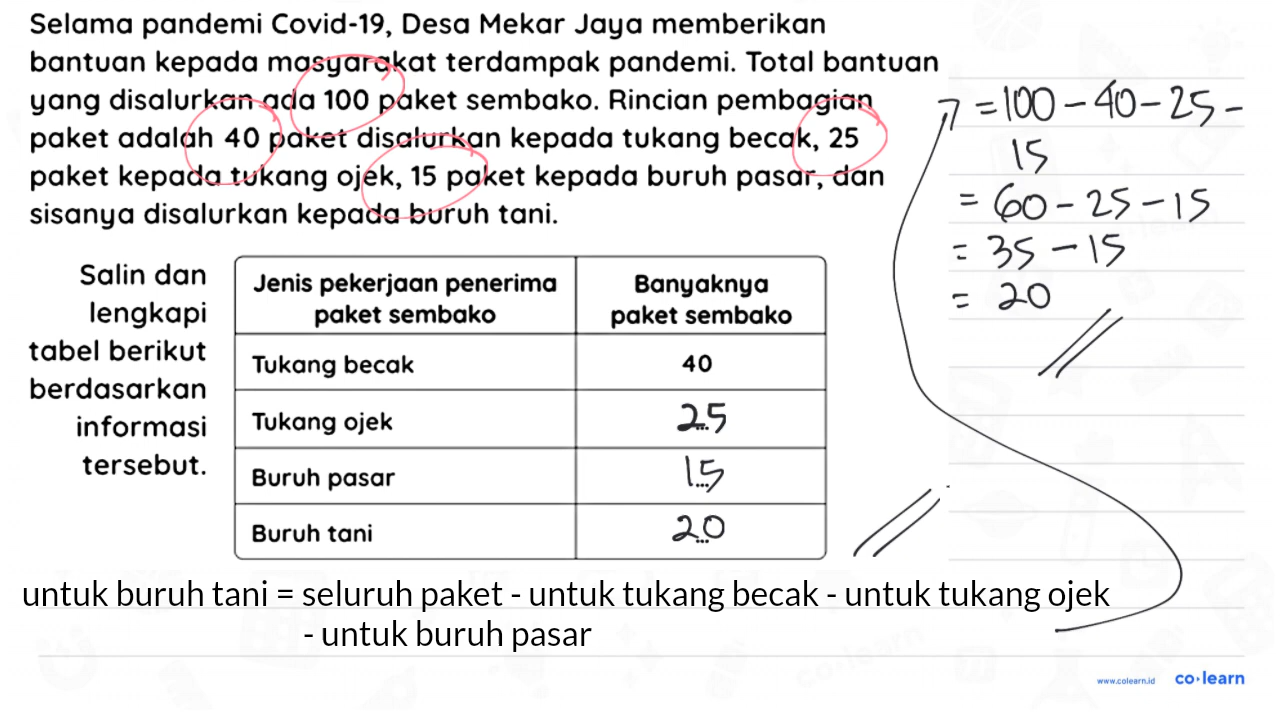 Selama pandemi Covid-19, Desa Mekar Jaya memberikan
bantuan kepada masyarakat terdampak pandemi. Total bantuan
yang disalurkan ada 100 paket sembako. Rincian pembagian
paket adalah 40 paket disalurkan kepada tukang becak, 25
paket kepada tukang ojek, 15 paket kepada buruh pasar, dan
sisanya disalurkan kepada buruh tani.
Salin dan
lengkapi
tabel berikut
berdasarkan
informasi
tersebut.
Jenis pekerjaan penerima
paket sembako
Banyaknya
paket sembako
Tukang becak 40
Tukang ojek ... 25
Buruh pasar ... 15
Buruh tani ... 20
= 100 - 40 - 25 -
15
= 60 - 25 - 15
= 35 - 15
= 20
untuk buruh tani = seluruh paket - untuk tukang becak - untuk tukang ojek
- untuk buruh pasar
www.colearn.id co·learn